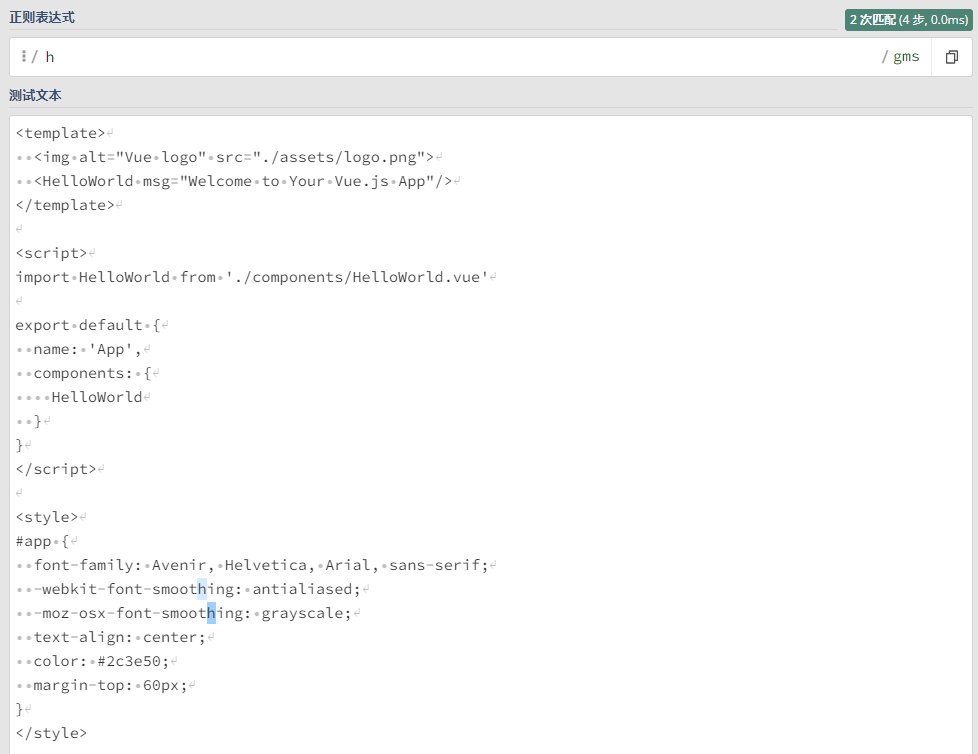 正则表达式
2 次匹配 (4 步, 0.0ms)
/ h / gms
测试文本
<template>
  <img alt="Vue logo" src="./assets/logo.png">
  <HelloWorld msg="Welcome to Your Vue.js App"/>
</template>

<script>
import HelloWorld from './components/HelloWorld.vue'

export default {
  name: 'App',
  components: {
    HelloWorld
  }
}
</script>

<style>
#app {
  font-family: Avenir, Helvetica, Arial, sans-serif;
  -webkit-font-smoothing: antialiased;
  -moz-osx-font-smoothing: grayscale;
  text-align: center;
  color: #2c3e50;
  margin-top: 60px;
}
</style>